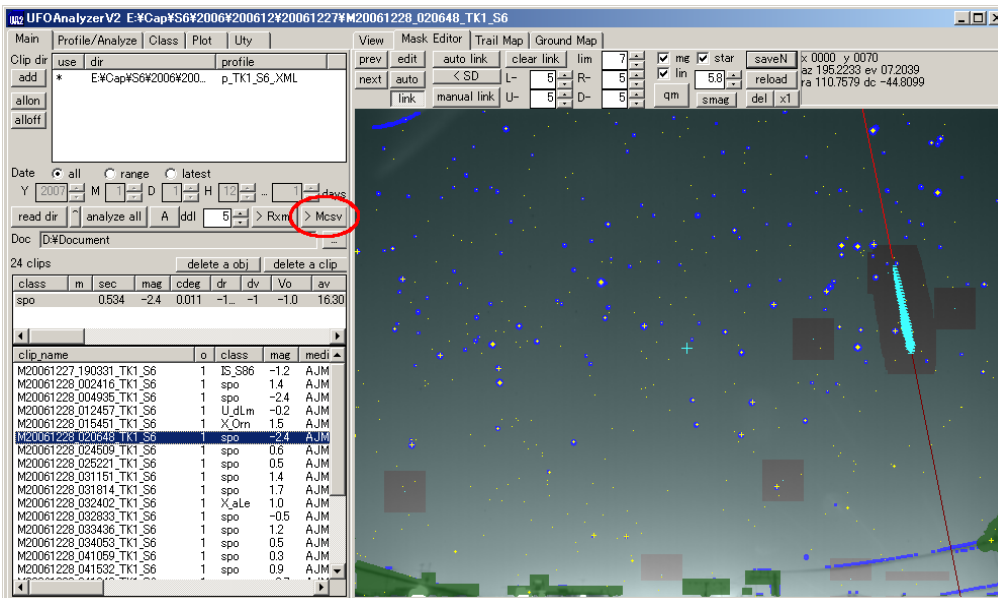 UFOAnalyzerV2 E:¥Cap¥S6¥2006¥200612¥20061227¥M20061228_020648_TK1_S6
Main Profile/Analyze Class Plot Uty
Clip dir use dir profile
add * E:¥Cap¥S6¥2006¥200... p_TK1_S6_XML
allon
alloff
Date all range latest
Y 2007 M 1 D 1 H 12 ... 1 days
read dir ^ analyze all A ddl 5 > Rxm > Mcsv
Doc D:¥Document ...
24 clips delete a obj delete a clip
class m sec mag cdeg dr dv Vo av
spo 0.534 -2.4 0.011 -1... -1 -1.0 16.30
clip_name o class mag medi
M20061227_190331_TK1_S6 1 IS_S86 -1.2 AJM
M20061228_002416_TK1_S6 1 spo 1.4 AJM
M20061228_004935_TK1_S6 1 spo -2.4 AJM
M20061228_012457_TK1_S6 1 U_dLm -0.2 AJM
M20061228_015451_TK1_S6 1 X_Orn 1.5 AJM
M20061228_020648_TK1_S6 1 spo -2.4 AJM
M20061228_024509_TK1_S6 1 spo 0.6 AJM
M20061228_025221_TK1_S6 1 spo 0.5 AJM
M20061228_031151_TK1_S6 1 spo 1.4 AJM
M20061228_031814_TK1_S6 1 spo 1.7 AJM
M20061228_032402_TK1_S6 1 X_aLe 1.0 AJM
M20061228_032833_TK1_S6 1 spo -0.5 AJM
M20061228_033436_TK1_S6 1 spo 1.2 AJM
M20061228_034053_TK1_S6 1 spo 0.5 AJM
M20061228_041059_TK1_S6 1 spo 0.3 AJM
M20061228_041532_TK1_S6 1 spo 0.9 AJM
View Mask Editor Trail Map Ground Map
prev edit auto link clear link lim 7 mg star saveN x 0000 y 0070
az 195.2233 ev 07.2039
next auto < SD L- 5 R- 5 lin 5.8 reload ra 110.7579 dc -44.8099
link manual link U- 5 D- 5 qm smag del x1